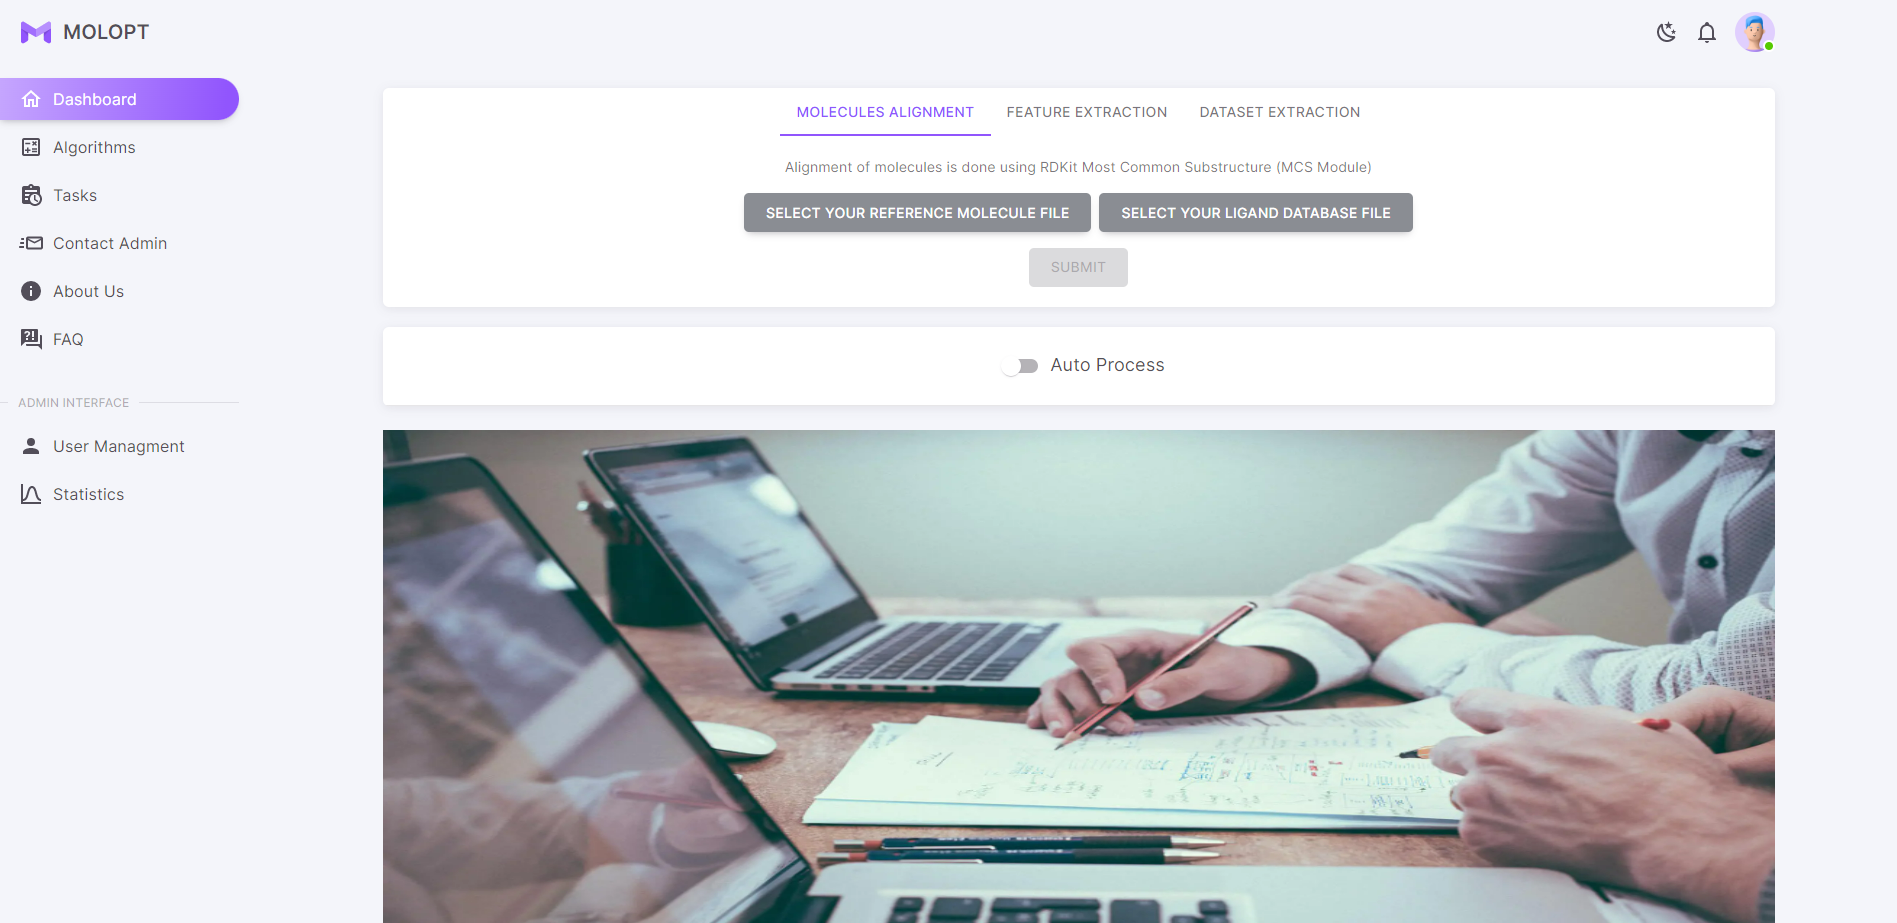 MOLOPT
Dashboard
Algorithms
Tasks
Contact Admin
About Us
FAQ
ADMIN INTERFACE
User Managment
Statistics
MOLECULES ALIGNMENT FEATURE EXTRACTION DATASET EXTRACTION
Alignment of molecules is done using RDKit Most Common Substructure (MCS Module)
SELECT YOUR REFERENCE MOLECULE FILE SELECT YOUR LIGAND DATABASE FILE
SUBMIT
Auto Process